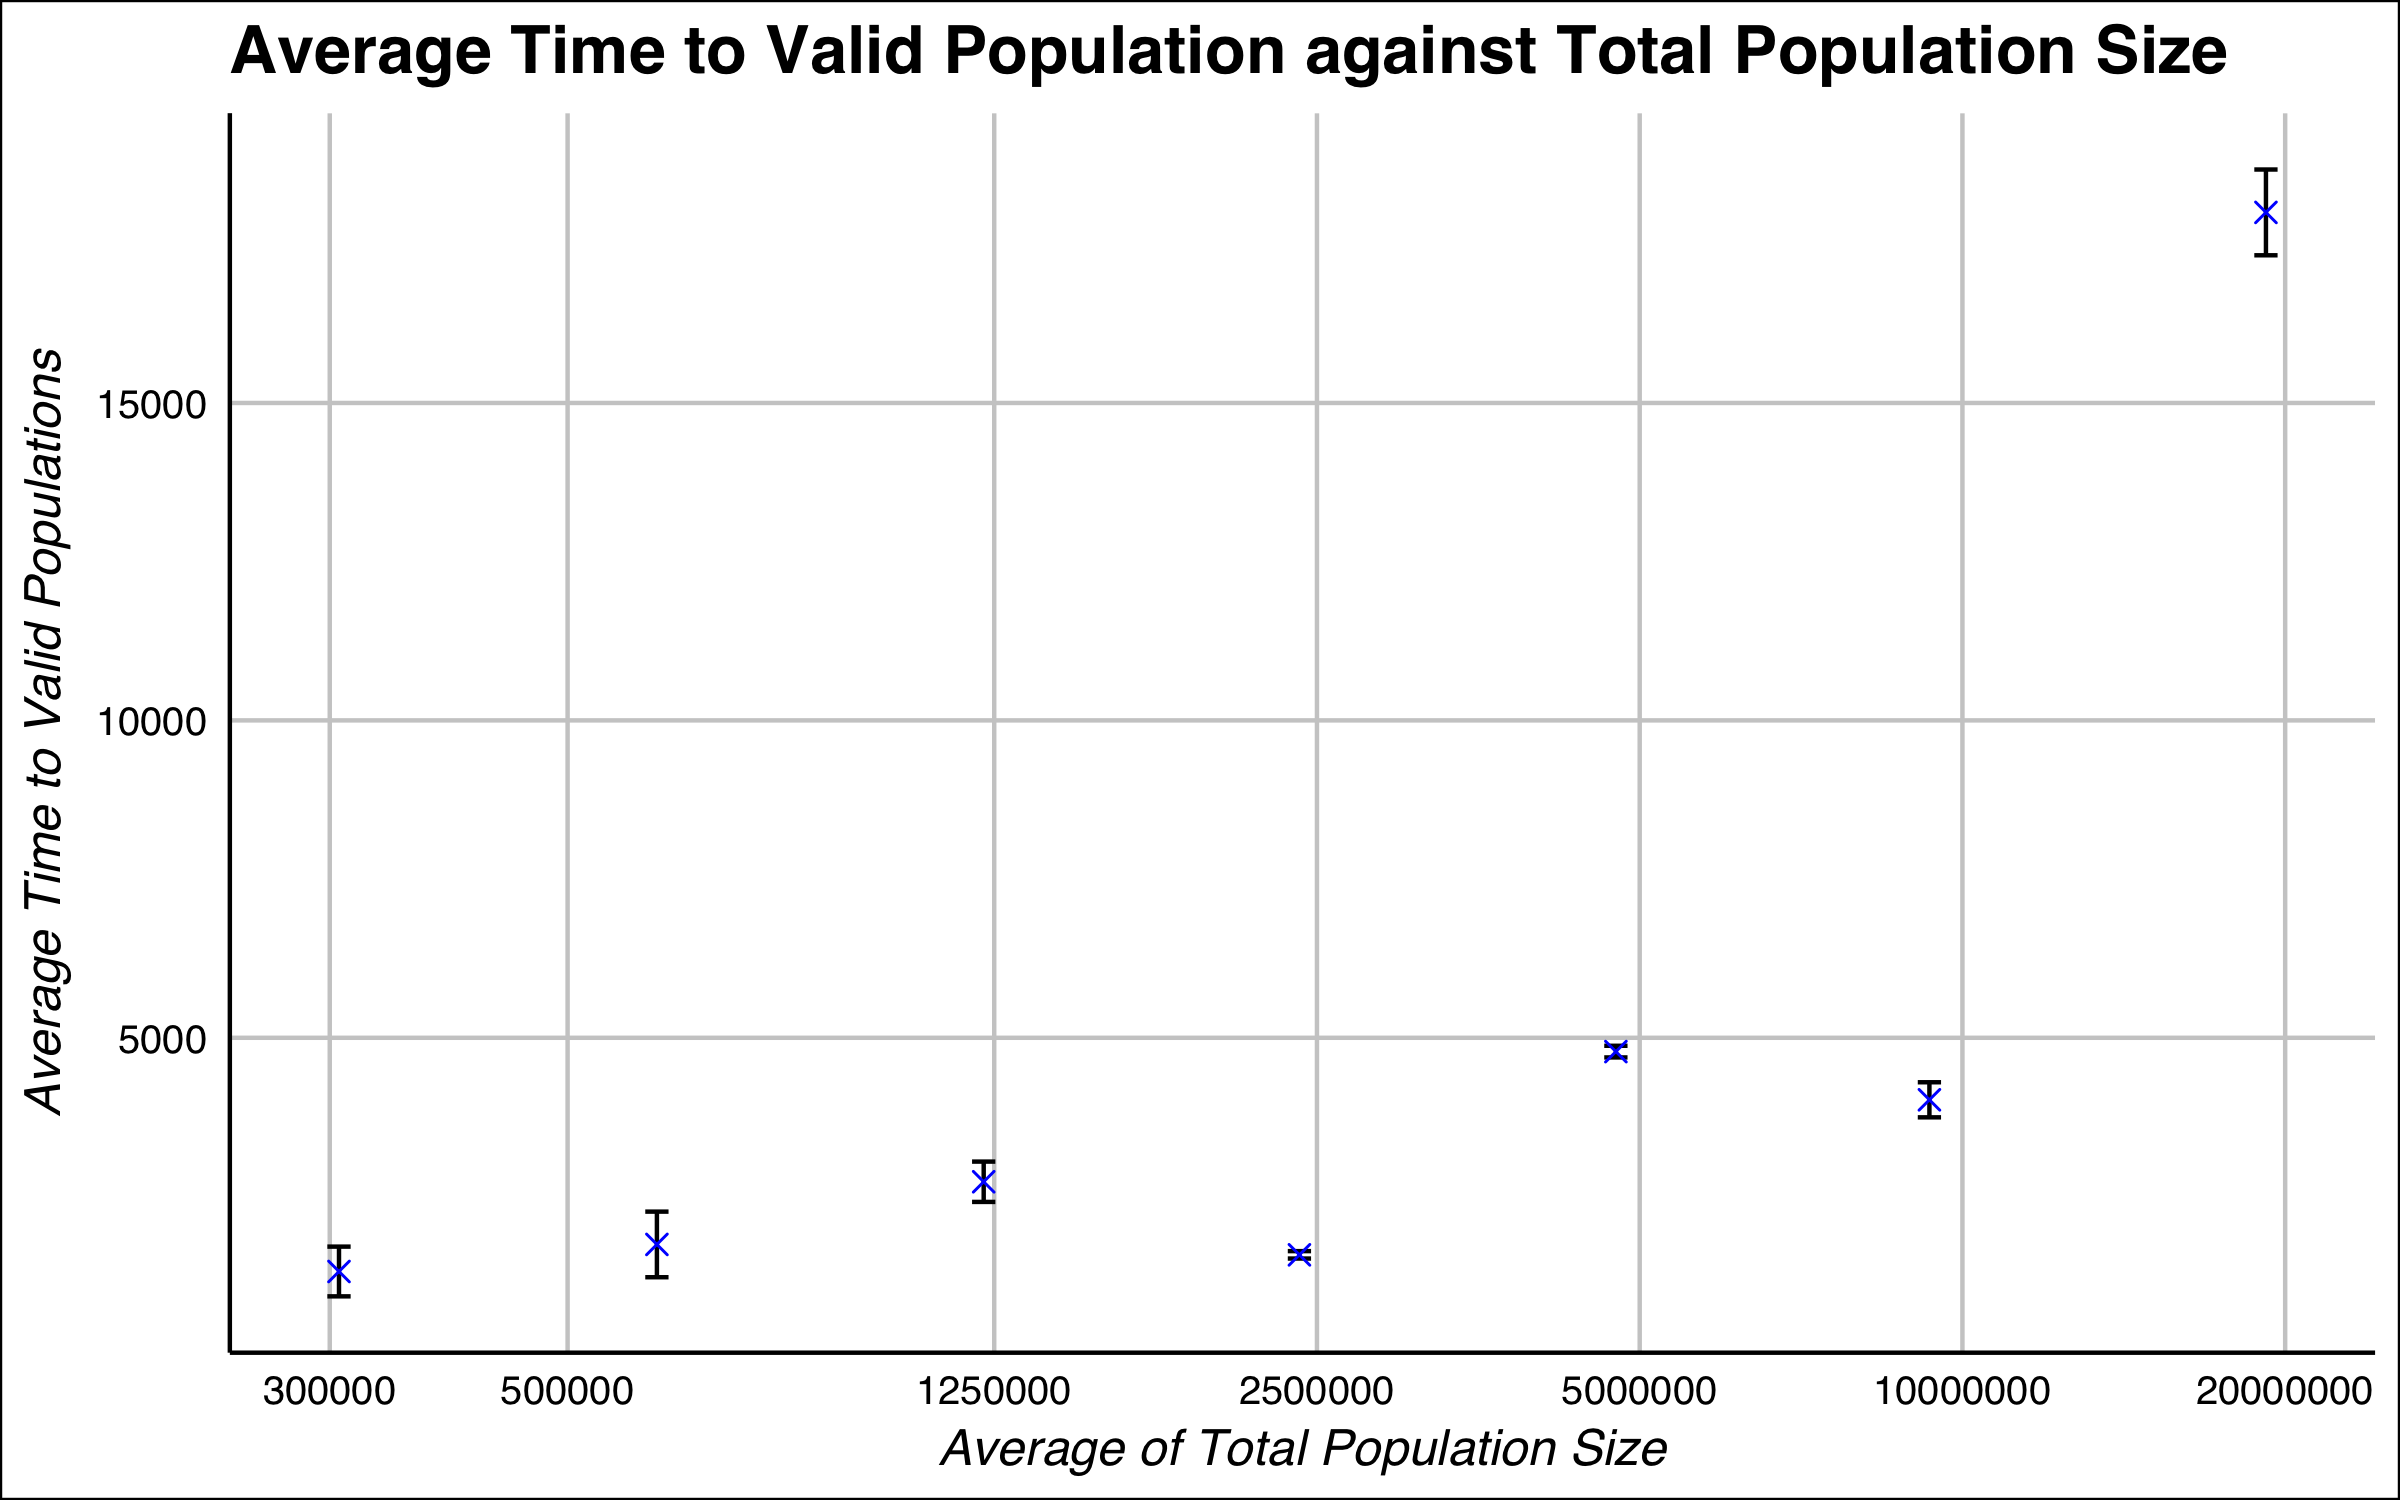 Average Time to Valid Population against Total Population Size
Average Time to Valid Populations
15000
10000
5000
300000 500000 1250000 2500000 5000000 10000000 20000000
Average of Total Population Size